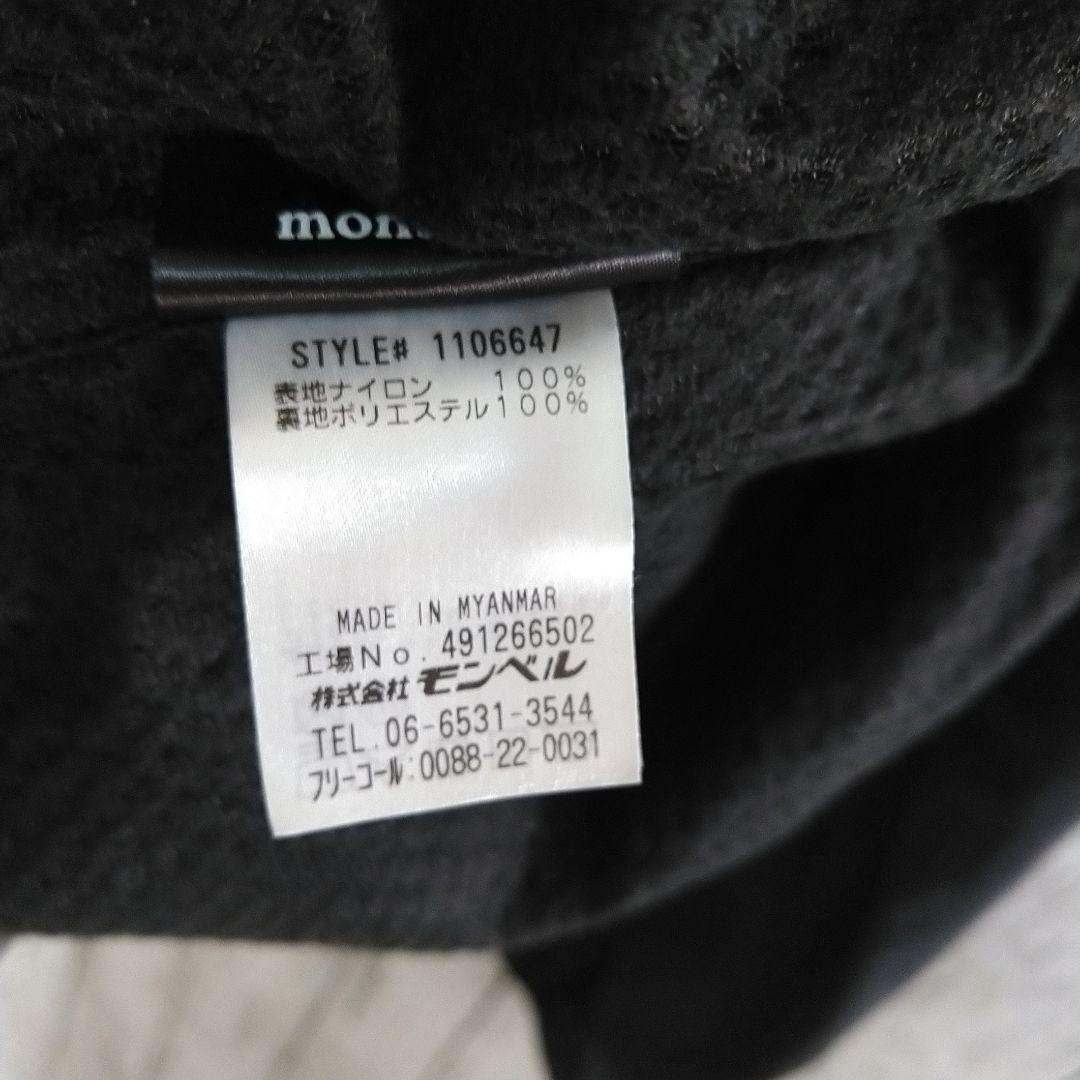 mon
STYLE# 1106647
表地ナイロン 100%
裏地ポリエステル100%
MADE IN MYANMAR
工場No. 491266502
株式会社 モンベル
TEL.06-6531-3544
フリーコール:0088-22-0031